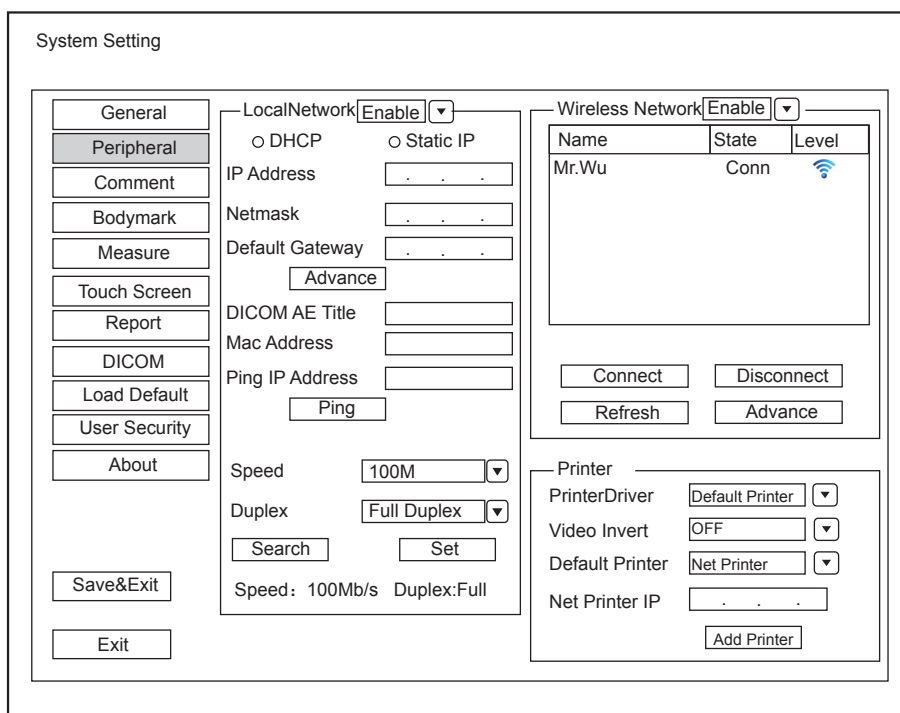 System Setting
General
Peripheral
Comment
Bodymark
Measure
Touch Screen
Report
DICOM
Load Default
User Security
About
Save&Exit
Exit
LocalNetwork Enable
DHCP Static IP
IP Address . . .
Netmask . . .
Default Gateway . . .
Advance
DICOM AE Title
Mac Address
Ping IP Address
Ping
Speed 100M
Duplex Full Duplex
Search Set
Speed：100Mb/s Duplex:Full
Wireless Network Enable
Name State Level
Mr.Wu Conn
Connect Disconnect
Refresh Advance
Printer
PrinterDriver Default Printer
Video Invert OFF
Default Printer Net Printer
Net Printer IP . . .
Add Printer